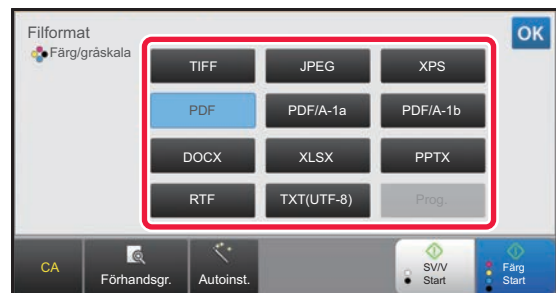 Filformat
OK
Färg/gråskala
TIFF
JPEG
XPS
PDF
PDF/A-1a
PDF/A-1b
DOCX
XLSX
PPTX
RTF
TXT(UTF-8)
Prog.
CA
Förhandsgr.
Autoinst.
SV/V
Start
Färg
Start